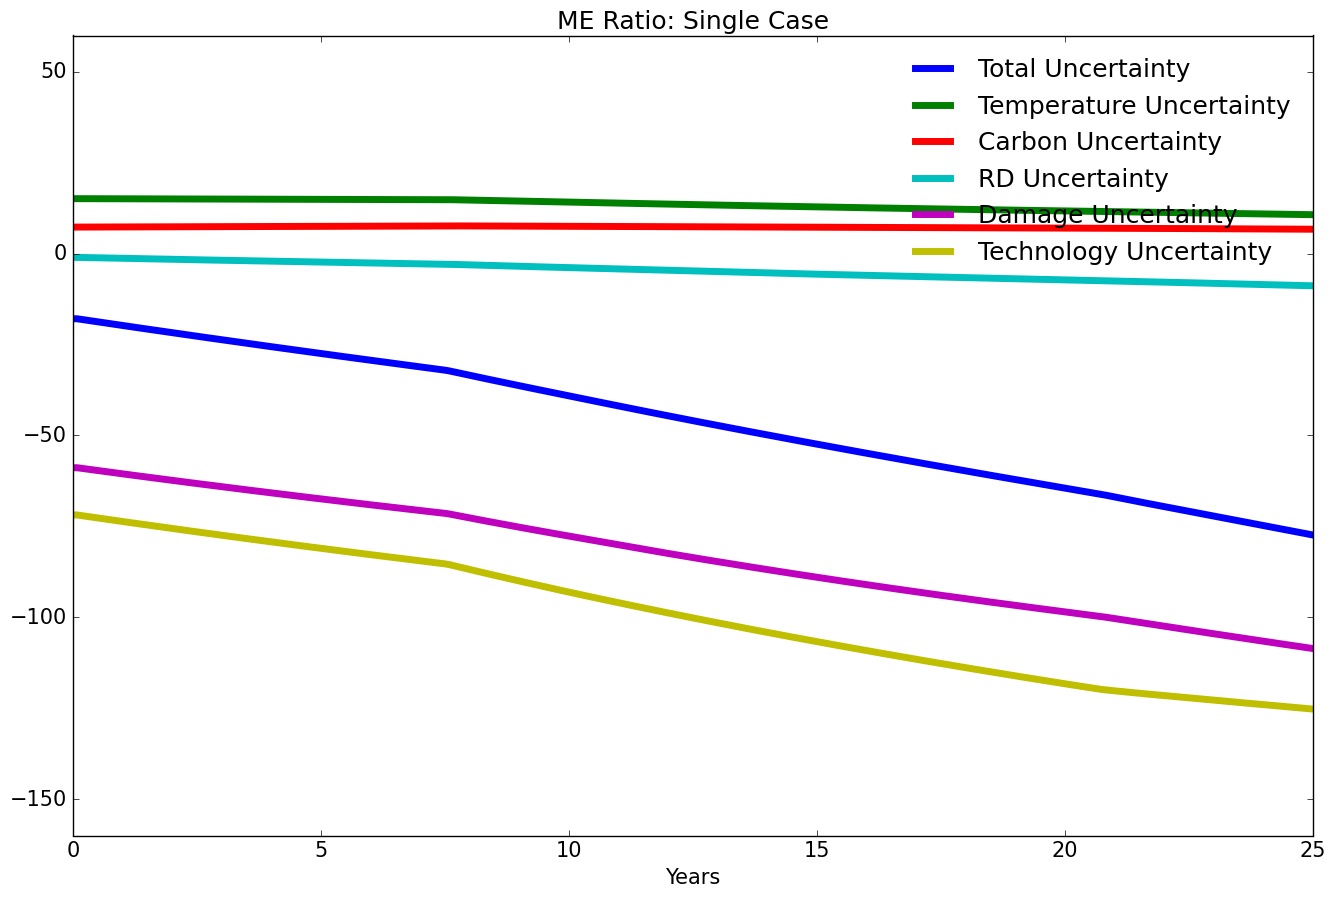 ME Ratio: Single Case
50
0
−50
−100
−150
Total Uncertainty
Temperature Uncertainty
Carbon Uncertainty
RD Uncertainty
Damage Uncertainty
Technology Uncertainty
0 5 10 15 20 25
Years